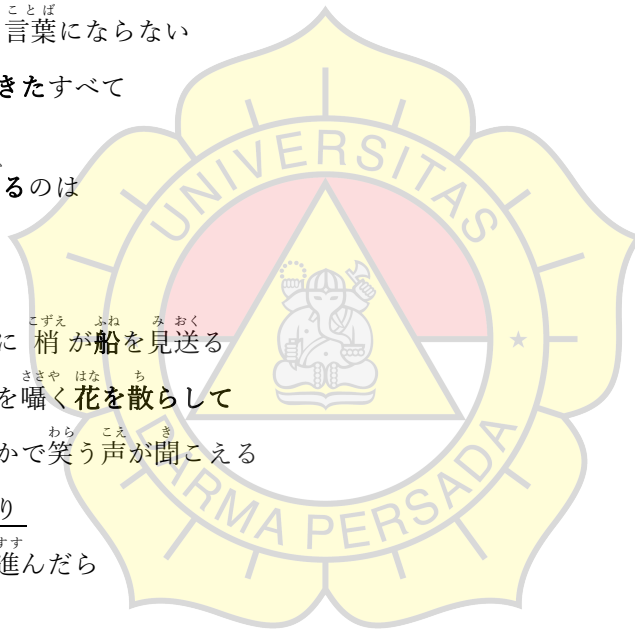 言葉にならない
きたすべて
るのは
に梢が船を見送る
を囁く花を散らして
かで笑う声が聞こえる
り
進んだら
UNIVERSITAS
DARMA PERSADA